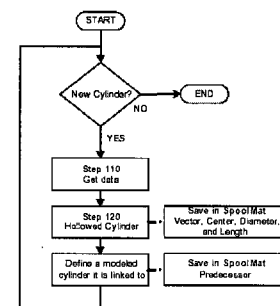 START
New Cylinder?
NO
END
YES
Step 110
Get data
Step 120
Hollowed Cylinder
Save in SpoolMat
Vector, Center, Diameter,
and Length
Define a modeled
cylinder it is linked to
Save in SpoolMat
Predecessor